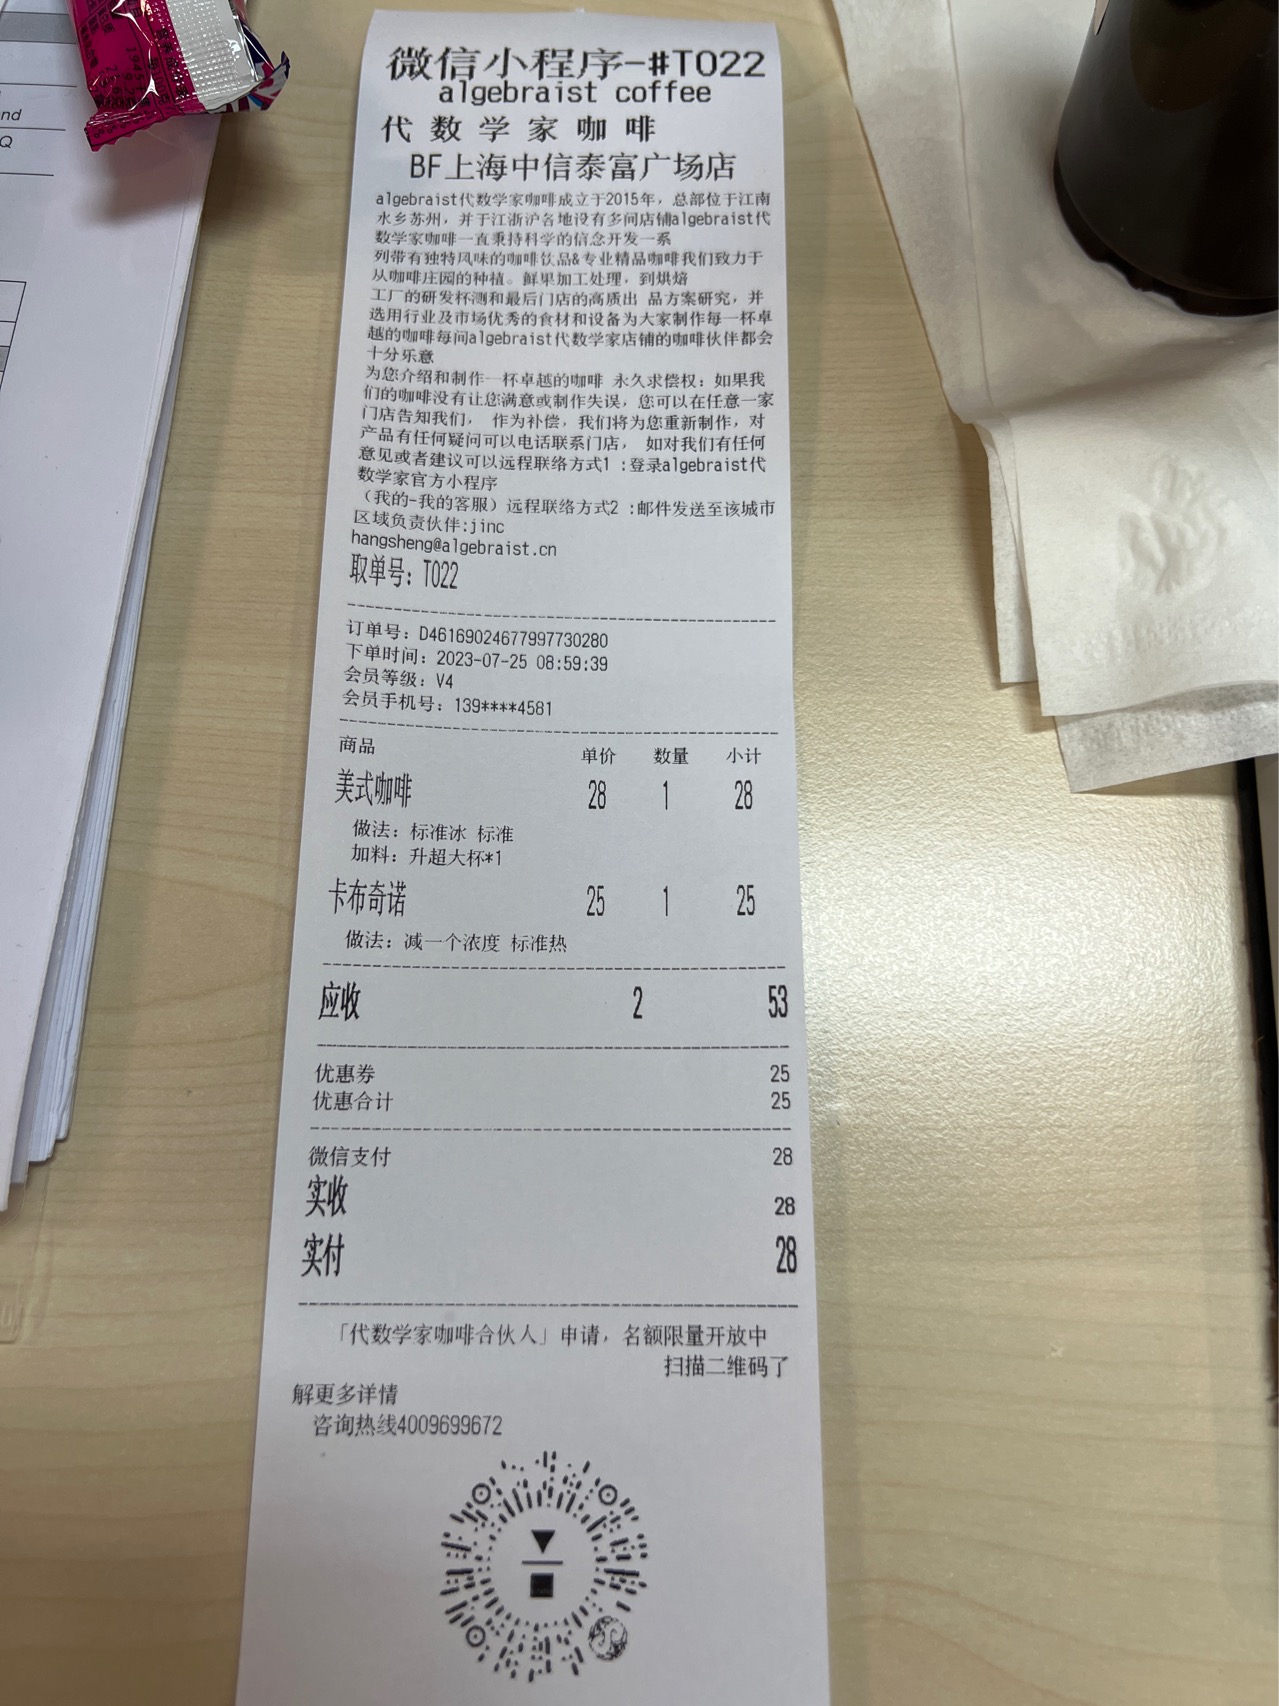 微信小程序-#T022
algebraist coffee
代数学家咖啡
BF上海中信泰富广场店
algebraist代数学家咖啡成立于2015年，总部位于江南
水乡苏州，并于江浙沪各地设有多间店铺algebraist代
数学家咖啡一直秉持科学的信念开发一系
列带有独特风味的咖啡饮品&专业精品咖啡我们致力于
从咖啡庄园的种植。鲜果加工处理，到烘焙
工厂的研发杯测和最后门店的高质出 品方案研究，并
选用行业及市场优秀的食材和设备为大家制作每一杯卓
越的咖啡每间algebraist代数学家店铺的咖啡伙伴都会
十分乐意
为您介绍和制作一杯卓越的咖啡 永久求偿权：如果我
们的咖啡没有让您满意或制作失误，您可以在任意一家
门店告知我们， 作为补偿，我们将为您重新制作，对
产品有任何疑问可以电话联系门店， 如对我们有任何
意见或者建议可以远程联络方式1 :登录algebraist代
数学家官方小程序
（我的-我的客服）远程联络方式2 :邮件发送至该城市
区域负责伙伴:jinc
hangsheng@algebraist.cn
取单号：T022
订单号：D46169024677997730280
下单时间：2023-07-25 08:59:39
会员等级：V4
会员手机号：139****4581
商品 单价 数量 小计
美式咖啡 28 1 28
做法：标准冰 标准
加料：升超大杯*1
卡布奇诺 25 1 25
做法：减一个浓度 标准热
应收 2 53
优惠券 25
优惠合计 25
微信支付 28
实收 28
实付 28
「代数学家咖啡合伙人」申请，名额限量开放中
扫描二维码了
解更多详情
咨询热线4009699672
nd
Q